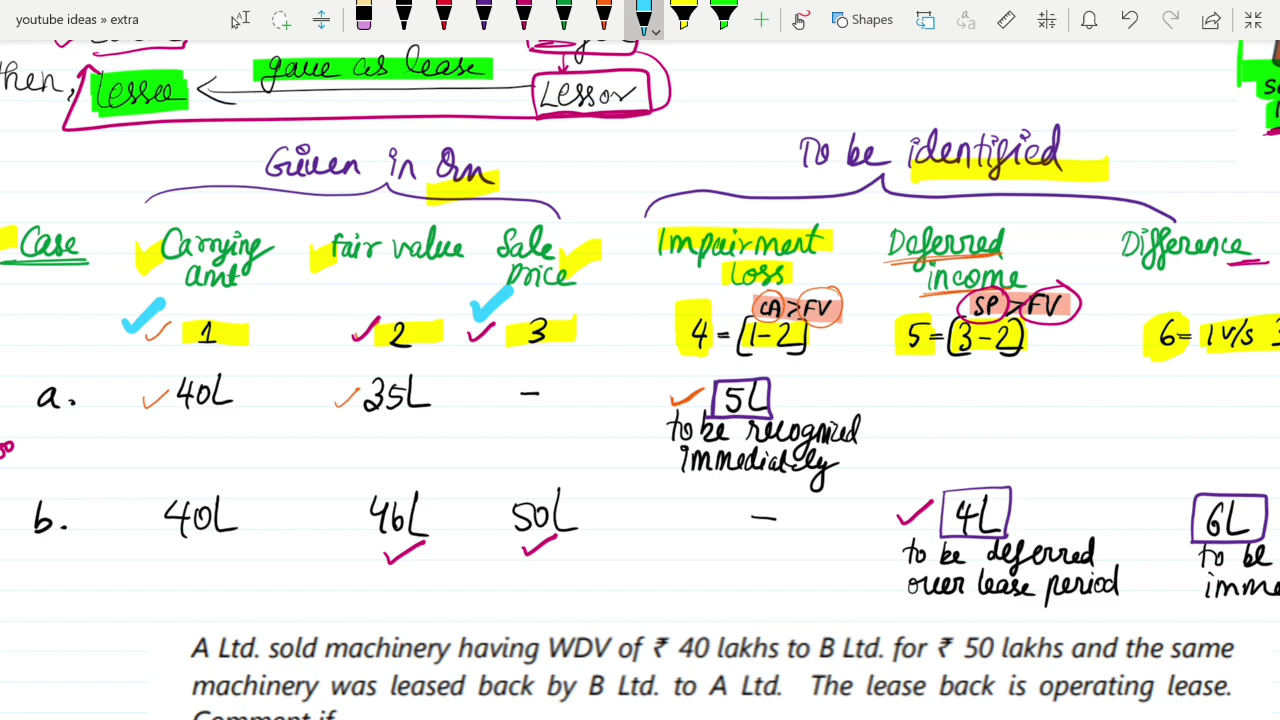 youtube ideas » extra
Shapes
then, Lessee
gave as lease
Lessor
Given in Qn
To be identified
Case Carrying amt Fair value Sale Price Impairment Loss Deferred income Difference
CA > FV SP > FV
1 2 3 4 = [1-2] 5 = [3-2] 6 = 1 v/s
a. 40L 35L - 5L
to be recognized
immediately
b. 40L 46L 50L - 4L 6L
to be deferred to be
over lease period imme
A Ltd. sold machinery having WDV of ₹ 40 lakhs to B Ltd. for ₹ 50 lakhs and the same
machinery was leased back by B Ltd. to A Ltd. The lease back is operating lease.
Comment if